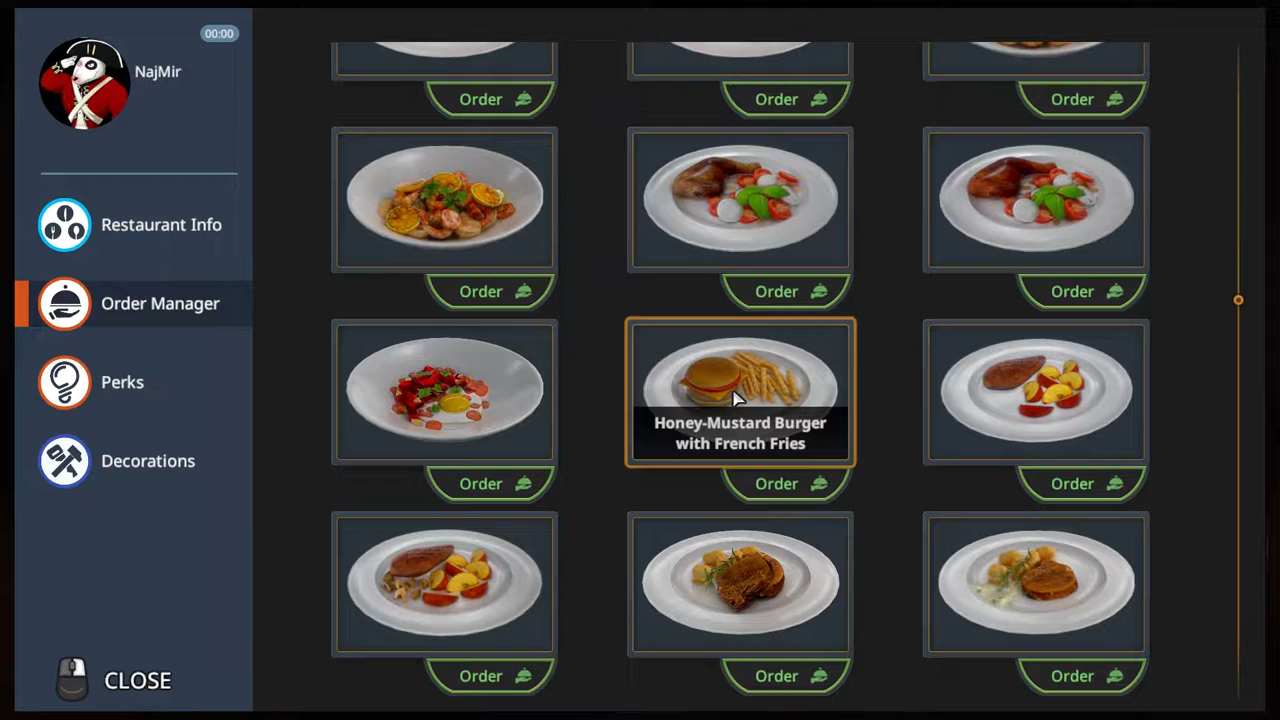 00:00
NajMir
Restaurant Info
Order Manager
Perks
Decorations
CLOSE
Order
Order
Order
Order
Order
Order
Honey-Mustard Burger
with French Fries
Order
Order
Order
Order
Order
Order